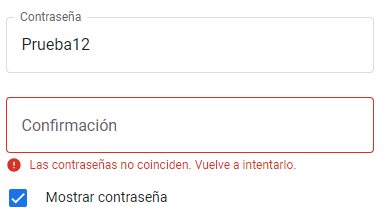 Contraseña
Prueba12
Confirmación
Las contraseñas no coinciden. Vuelve a intentarlo.
Mostrar contraseña